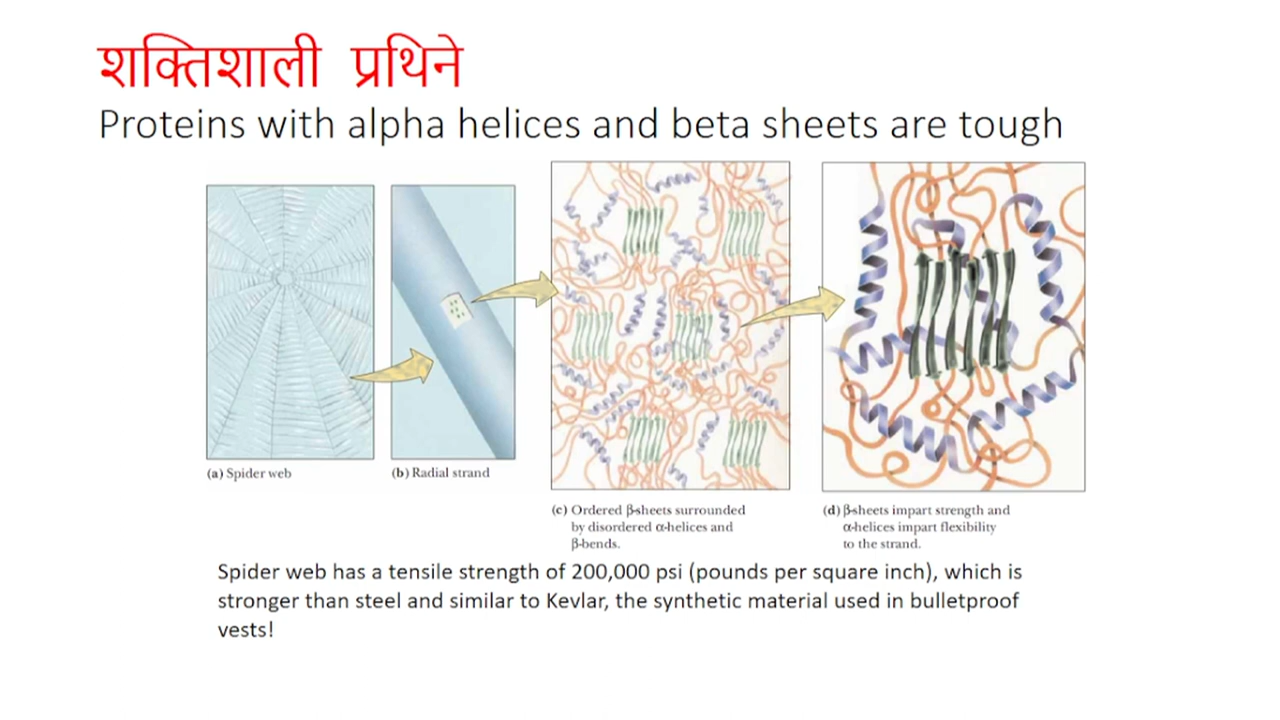 शक्तिशाली प्रथिने
Proteins with alpha helices and beta sheets are tough
(a) Spider web
(b) Radial strand
(c) Ordered β-sheets surrounded
by disordered α-helices and
β-bends.
(d) β-sheets impart strength and
α-helices impart flexibility
to the strand.
Spider web has a tensile strength of 200,000 psi (pounds per square inch), which is
stronger than steel and similar to Kevlar, the synthetic material used in bulletproof
vests!